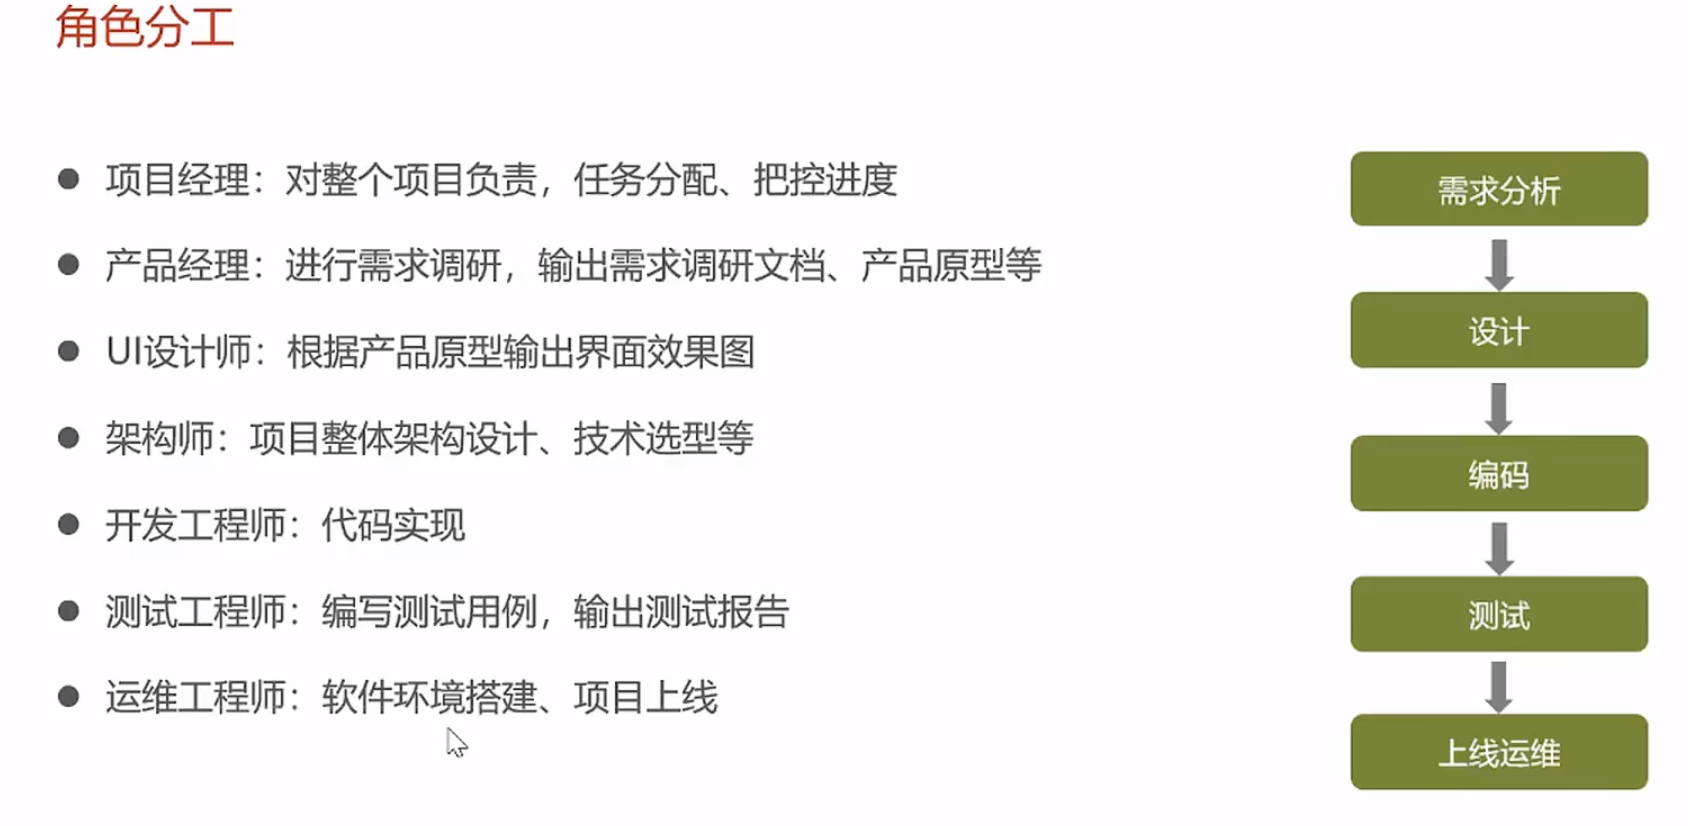 角色分工
项目经理：对整个项目负责，任务分配、把控进度
产品经理：进行需求调研，输出需求调研文档、产品原型等
UI设计师：根据产品原型输出界面效果图
架构师：项目整体架构设计、技术选型等
开发工程师：代码实现
测试工程师：编写测试用例，输出测试报告
运维工程师：软件环境搭建、项目上线
需求分析
设计
编码
测试
上线运维